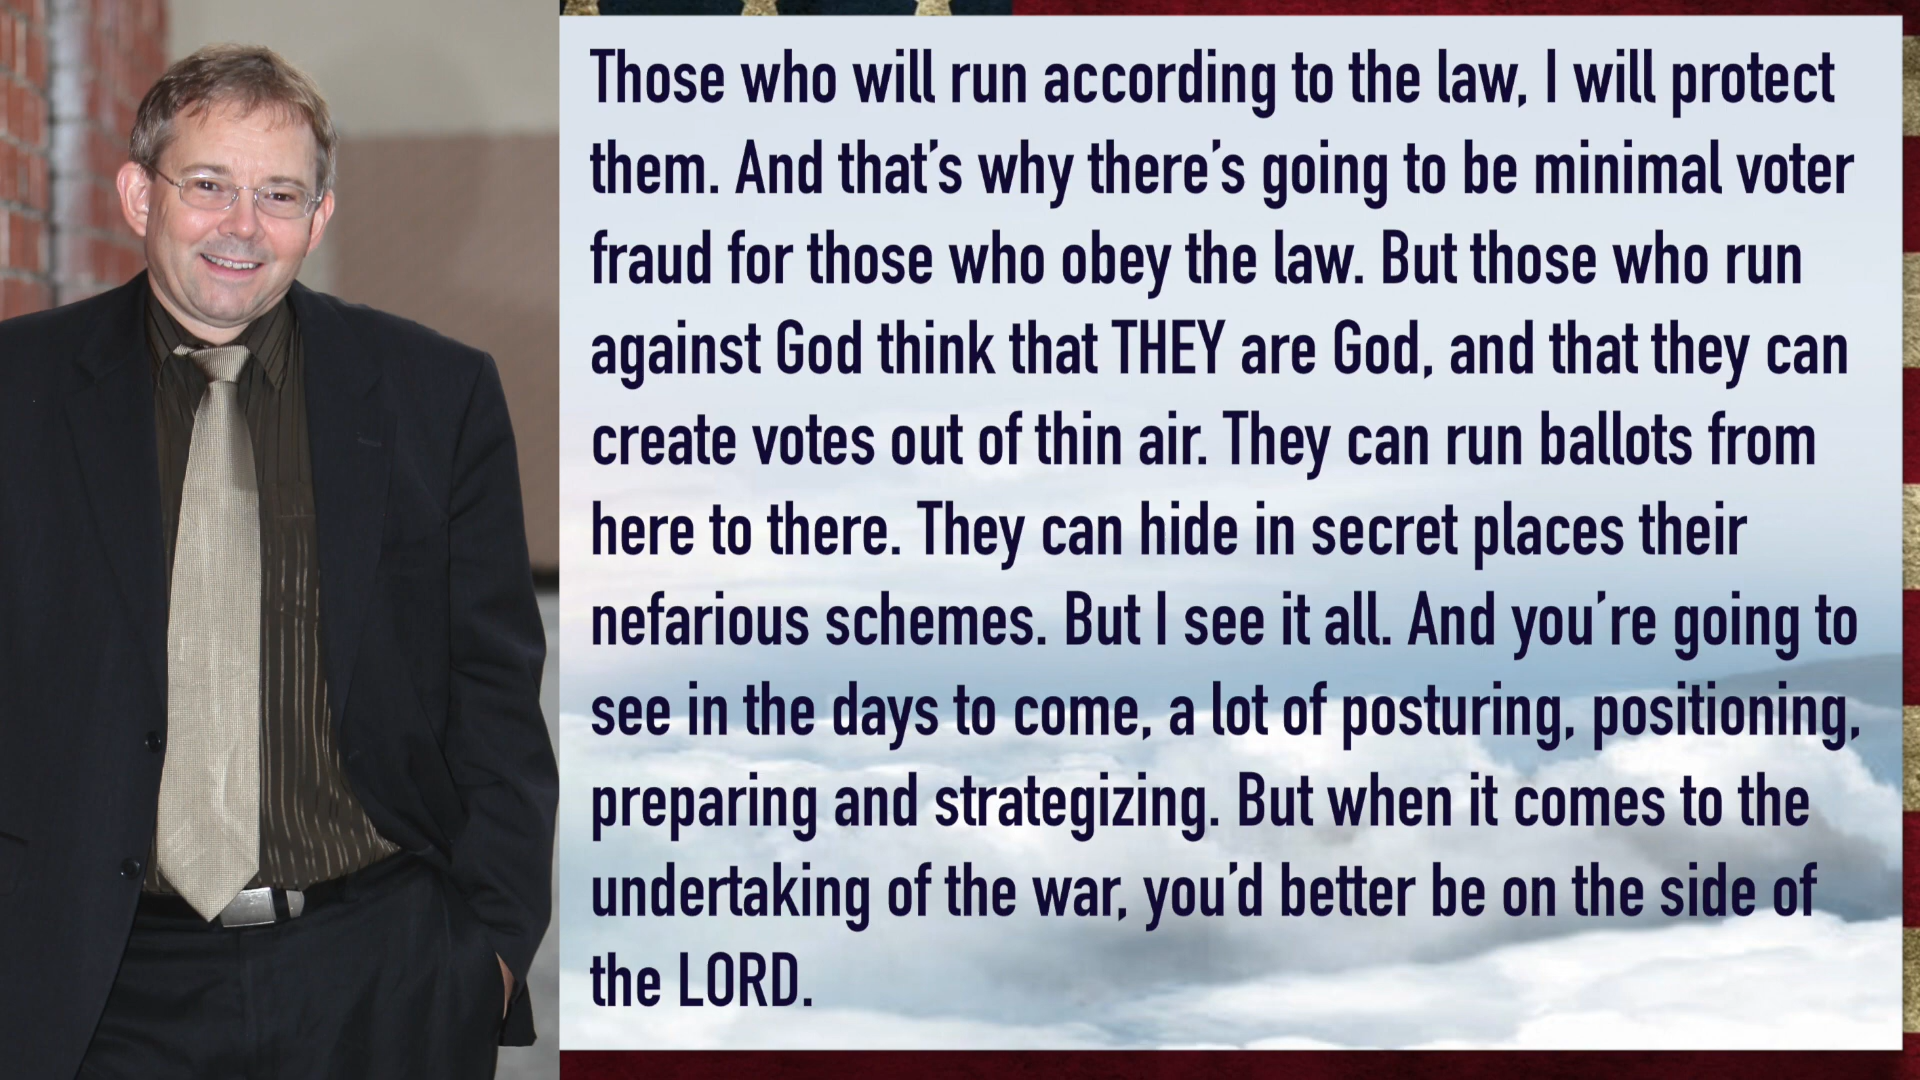 Those who will run according to the law, I will protect
them. And that's why there's going to be minimal voter
fraud for those who obey the law. But those who run
against God think that THEY are God, and that they can
create votes out of thin air. They can run ballots from
here to there. They can hide in secret places their
nefarious schemes. But I see it all. And you're going to
see in the days to come, a lot of posturing, positioning,
preparing and strategizing. But when it comes to the
undertaking of the war, you'd better be on the side of
the LORD.